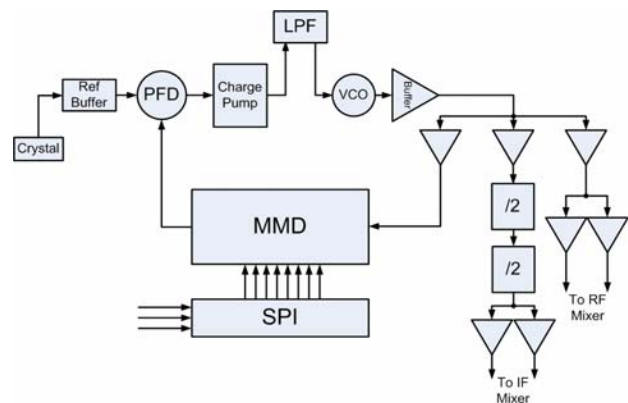 LPF
Ref
Buffer
PFD
Charge
Pump
VCO
Buffer
Crystal
MMD
/2
/2
SPI
To RF
Mixer
To IF
Mixer